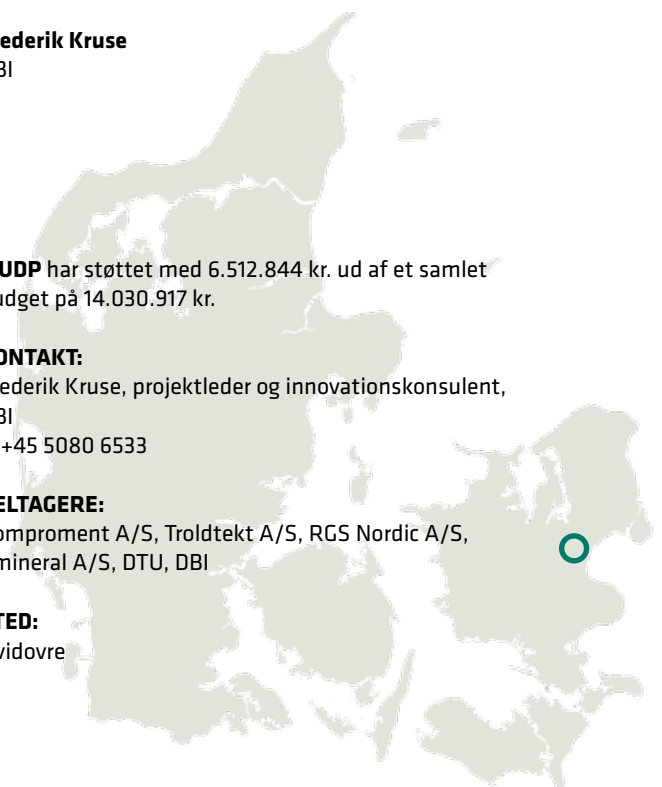 ederik Kruse
BI
UDP har støttet med 6.512.844 kr. ud af et samlet
udget på 14.030.917 kr.
ONTAKT:
ederik Kruse, projektleder og innovationskonsulent,
BI
+45 5080 6533
ELTAGERE:
omproment A/S, Troldtekt A/S, RGS Nordic A/S,
mineral A/S, DTU, DBI
TED:
vidovre